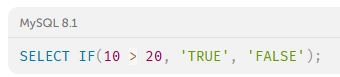 MySQL 8.1
SELECT IF(10 > 20, 'TRUE', 'FALSE');